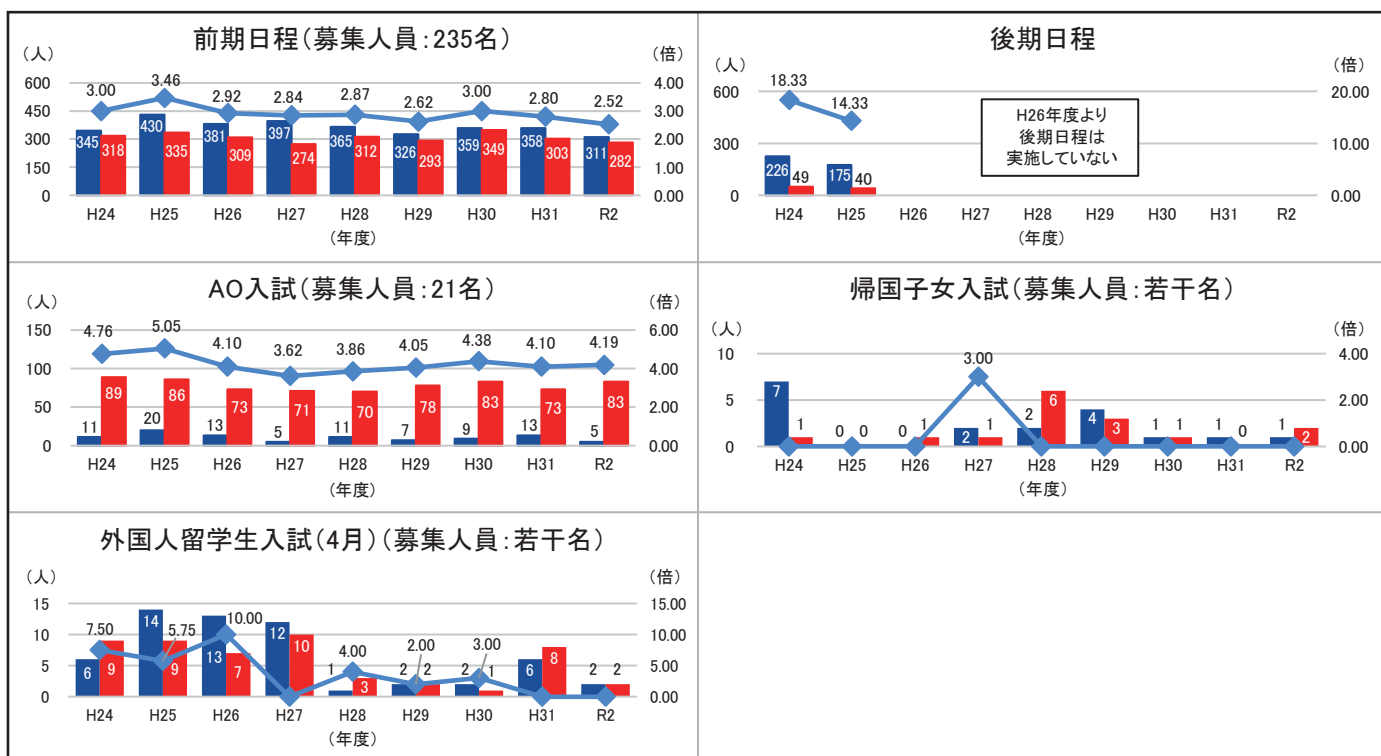 前期日程(募集人員:235名)
(人) (倍)
600 4.00
450 3.00
300 2.00
150 1.00
0 0.00
3.00 3.46 2.92 2.84 2.87 2.62 3.00 2.80 2.52
345 318 430 335 381 309 397 274 365 312 326 293 359 349 358 303 311 282
H24 H25 H26 H27 H28 H29 H30 H31 R2
(年度)
後期日程
(人) (倍)
600 20.00
300 10.00
0 0.00
18.33 14.33
226 49 175 40
H26年度より
後期日程は
実施していない
H24 H25 H26 H27 H28 H29 H30 H31 R2
(年度)
AO入試(募集人員:21名)
(人) (倍)
150 6.00
100 4.00
50 2.00
0 0.00
4.76 5.05 4.10 3.62 3.86 4.05 4.38 4.10 4.19
11 89 20 86 13 73 5 71 11 70 7 78 9 83 13 73 5 83
H24 H25 H26 H27 H28 H29 H30 H31 R2
(年度)
帰国子女入試(募集人員:若干名)
(人) (倍)
10 4.00
5 2.00
0 0.00
3.00
7 1 0 0 0 1 2 1 2 6 4 3 1 1 1 0 1 2
H24 H25 H26 H27 H28 H29 H30 H31 R2
(年度)
外国人留学生入試(4月)(募集人員:若干名)
(人) (倍)
15 15.00
10 10.00
5 5.00
0 0.00
7.50 5.75 10.00 4.00 2.00 3.00
6 9 14 9 13 7 12 10 1 3 2 2 2 1 6 8 2 2
H24 H25 H26 H27 H28 H29 H30 H31 R2
(年度)